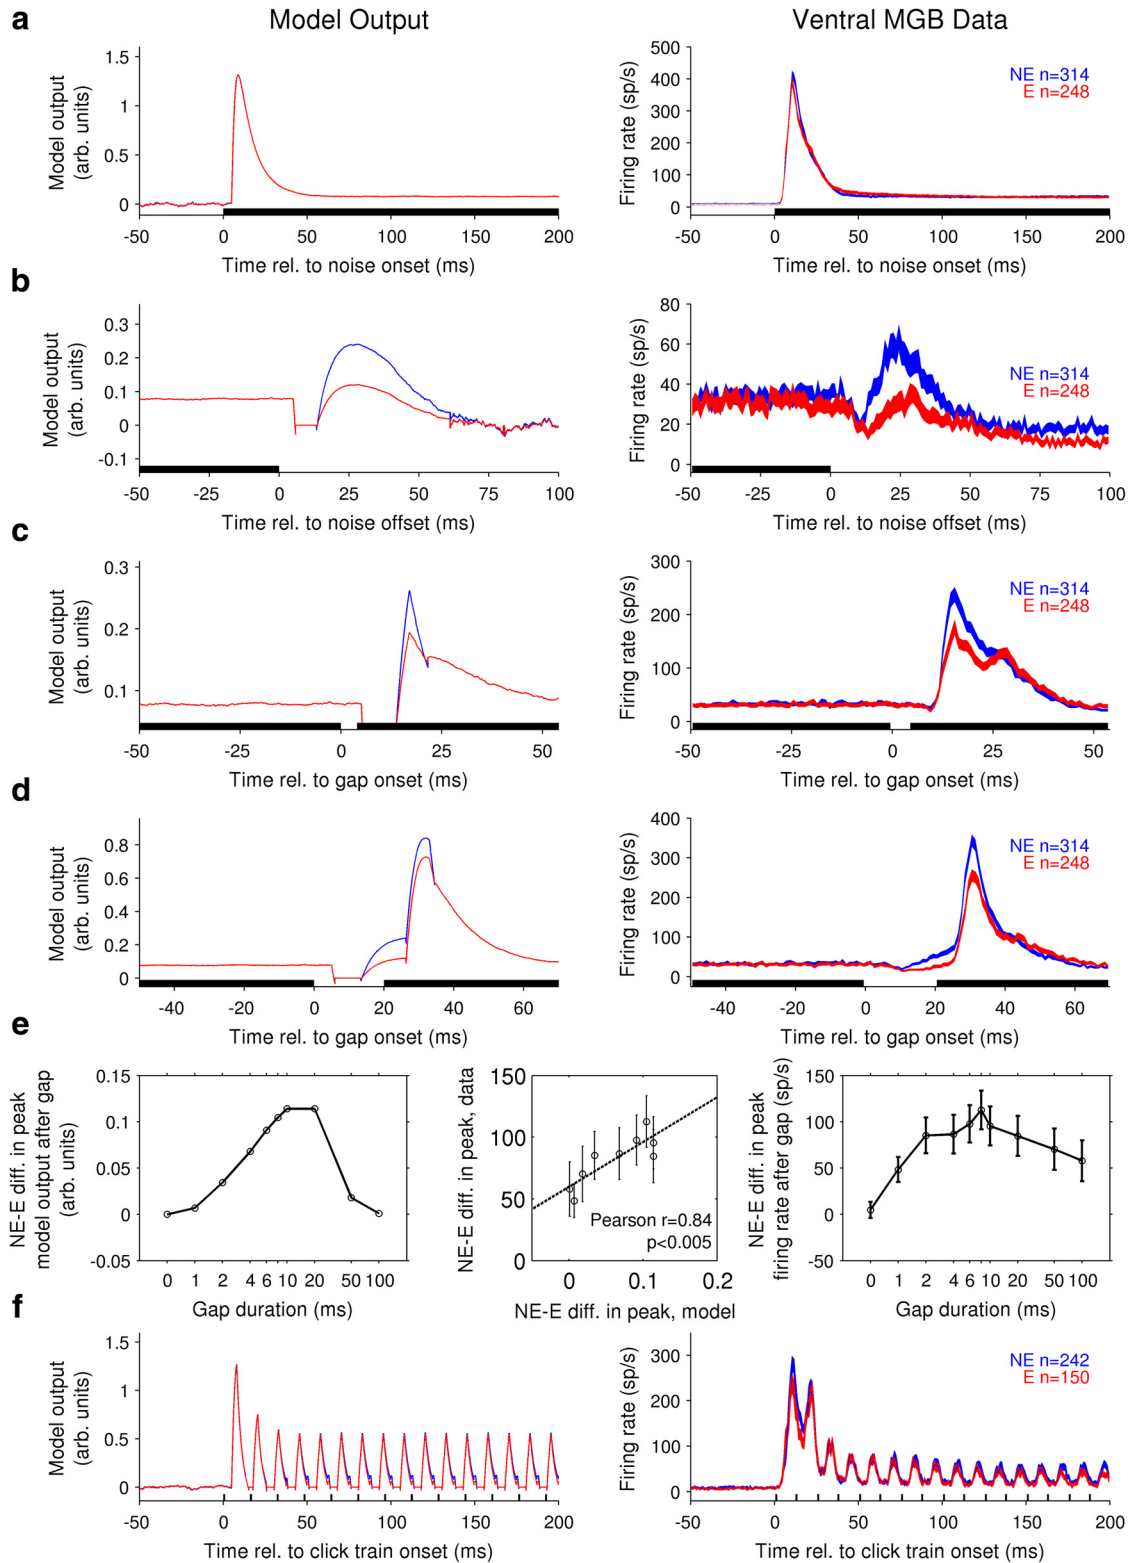 a
Model Output
Ventral MGB Data
Model output
(arb. units)
1.5
1
0.5
0
-50
0
50
100
150
200
Time rel. to noise onset (ms)
Firing rate (sp/s)
500
400
300
200
100
0
NE n=314
E n=248
-50
0
50
100
150
200
Time rel. to noise onset (ms)
b
Model output
(arb. units)
0.3
0.2
0.1
0
-0.1
-50
-25
0
25
50
75
100
Time rel. to noise offset (ms)
Firing rate (sp/s)
80
60
40
20
0
NE n=314
E n=248
-50
-25
0
25
50
75
100
Time rel. to noise offset (ms)
c
Model output
(arb. units)
0.3
0.2
0.1
-50
-25
0
25
50
Time rel. to gap onset (ms)
Firing rate (sp/s)
300
200
100
0
NE n=314
E n=248
-50
-25
0
25
50
Time rel. to gap onset (ms)
d
Model output
(arb. units)
0.8
0.6
0.4
0.2
0
-40
-20
0
20
40
60
Time rel. to gap onset (ms)
Firing rate (sp/s)
400
300
200
100
0
NE n=314
E n=248
-40
-20
0
20
40
60
Time rel. to gap onset (ms)
e
NE-E diff. in peak
model output after gap
(arb. units)
0.15
0.1
0.05
0
-0.05
0
1
2
4
6
10
20
50
100
Gap duration (ms)
NE-E diff. in peak, data
150
100
50
0
Pearson r=0.84
p<0.005
0
0.1
0.2
NE-E diff. in peak, model
NE-E diff. in peak
firing rate after gap (sp/s)
150
100
50
0
-50
0
1
2
4
6
10
20
50
100
Gap duration (ms)
f
Model output
(arb. units)
1.5
1
0.5
0
-50
0
50
100
150
200
Time rel. to click train onset (ms)
Firing rate (sp/s)
300
200
100
0
NE n=242
E n=150
-50
0
50
100
150
200
Time rel. to click train onset (ms)